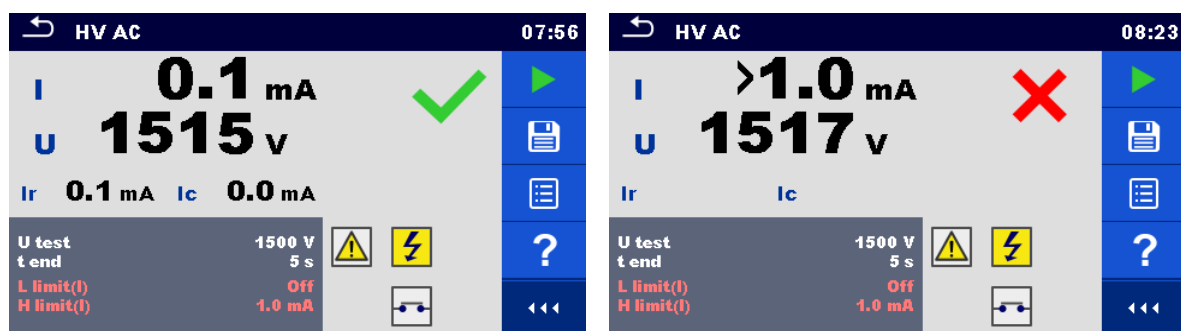 HV AC 07:56
I 0.1 mA
U 1515 V
Ir 0.1 mA Ic 0.0 mA
U test 1500 V
t end 5 s
L limit(I) Off
H limit(I) 1.0 mA
?
HV AC 08:23
I >1.0 mA
U 1517 V
Ir Ic
U test 1500 V
t end 5 s
L limit(I) Off
H limit(I) 1.0 mA
?